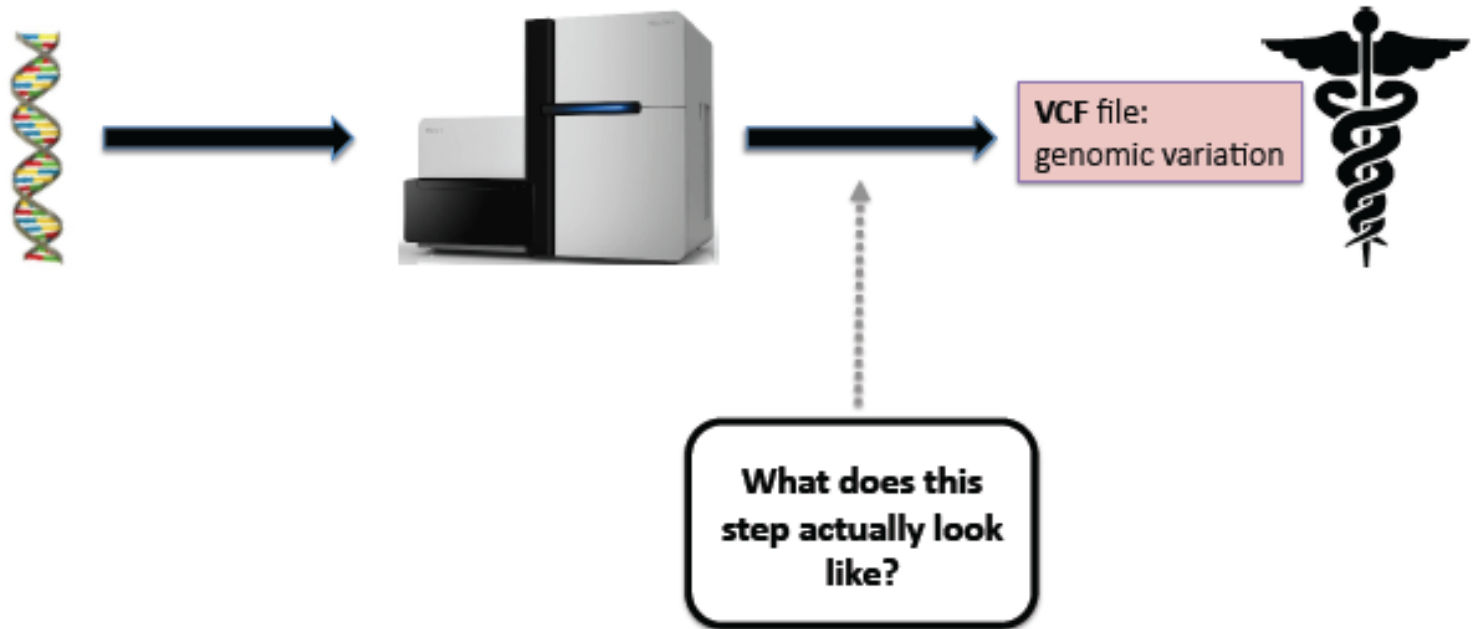 VCF file:
genomic variation
What does this
step actually look
like?